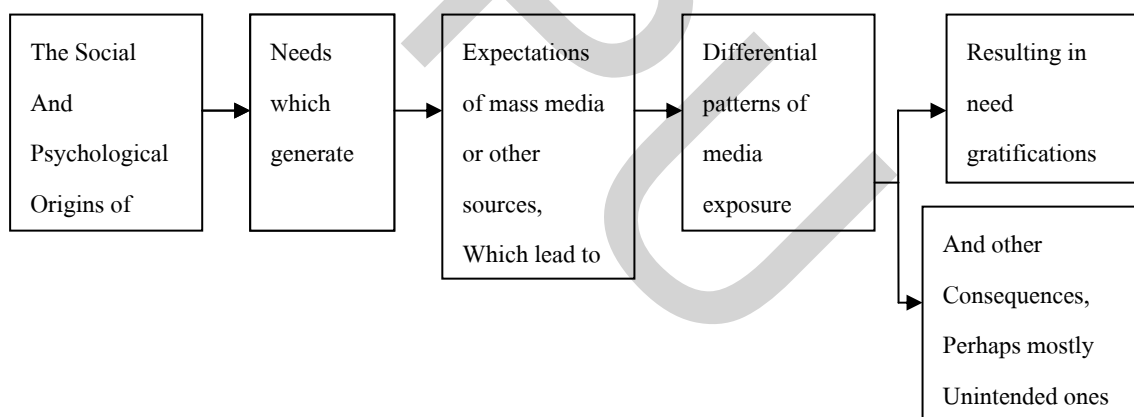 The Social
And
Psychological
Origins of
Needs
which
generate
Expectations
of mass media
or other
sources,
Which lead to
Differential
patterns of
media
exposure
Resulting in
need
gratifications
And other
Consequences,
Perhaps mostly
Unintended ones